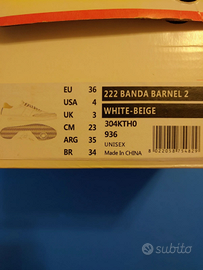 EU 36
USA 4
UK 3
CM 23
ARG 35
BR 34
222 BANDA BARNEL 2
WHITE-BEIGE
304KTH0
936
UNISEX
Made in CHINA
subito